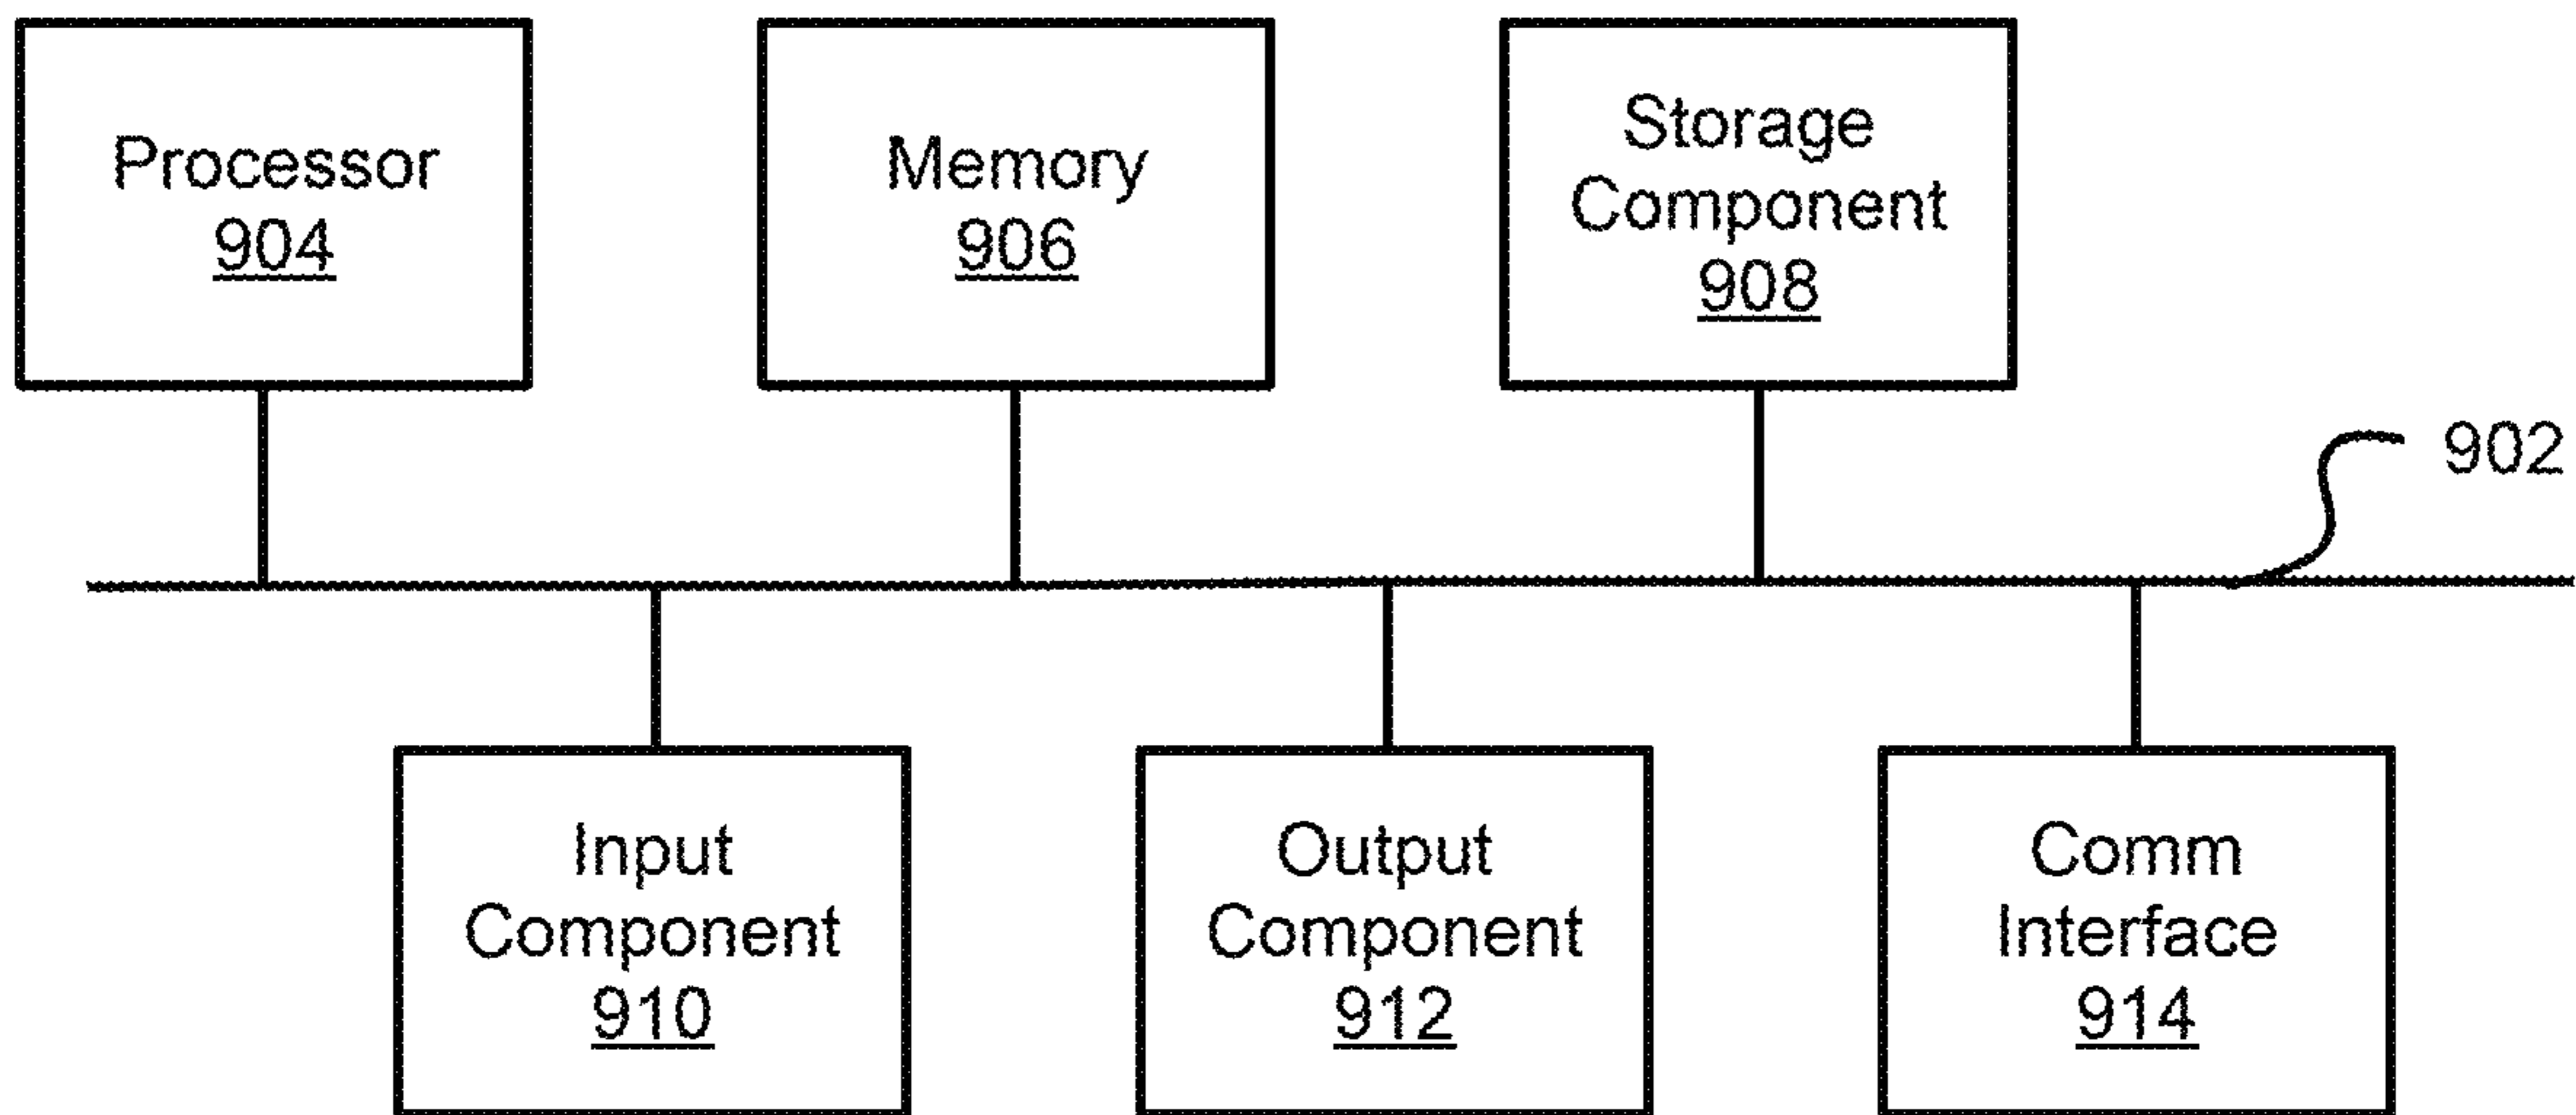 Processor
904
Memory
906
Storage
Component
908
902
Input
Component
910
Output
Component
912
Comm
Interface
914